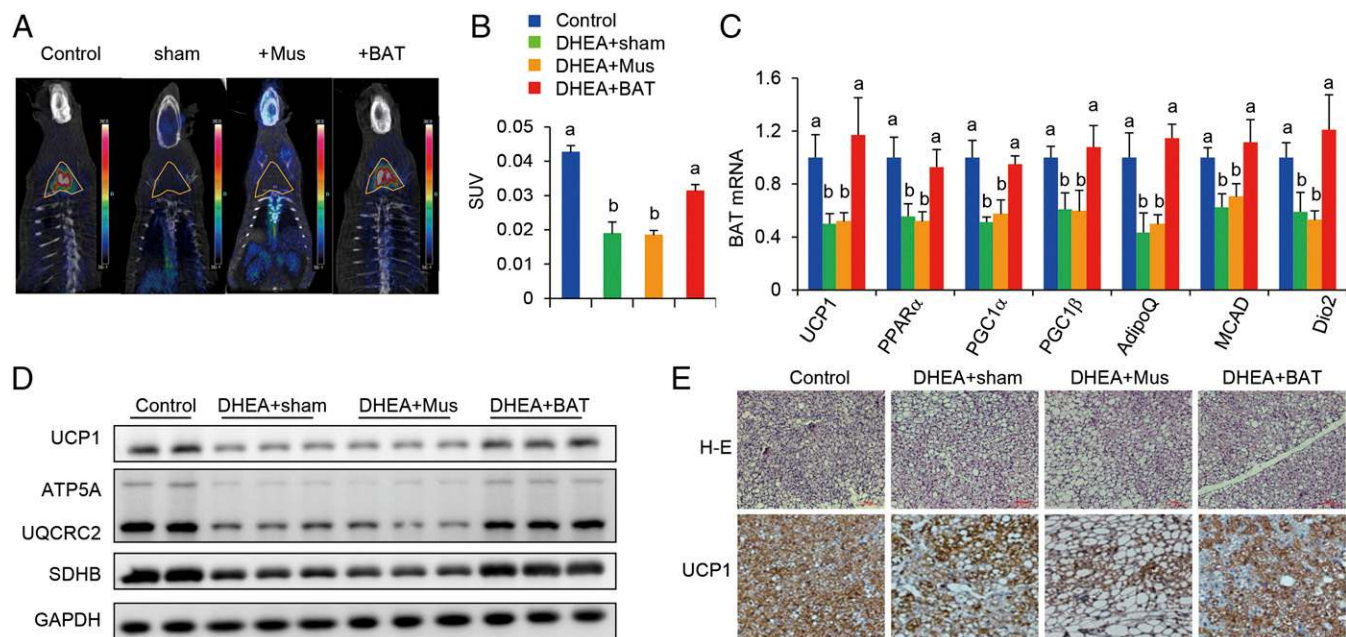 A
Control sham +Mus +BAT
B
Control
DHEA+sham
DHEA+Mus
DHEA+BAT
SUV
0.05
0.04
0.03
0.02
0.01
0
a
b
b
a
C
BAT mRNA
1.6
1.2
0.8
0.4
0
a b b a a b b a a b b a a b b a a b b a a b b a a b b a
UCP1 PPARα PGC1α PGC1β AdipoQ MCAD Dio2
D
Control DHEA+sham DHEA+Mus DHEA+BAT
UCP1
ATP5A
UQCRC2
SDHB
GAPDH
E
Control DHEA+sham DHEA+Mus DHEA+BAT
H-E
UCP1